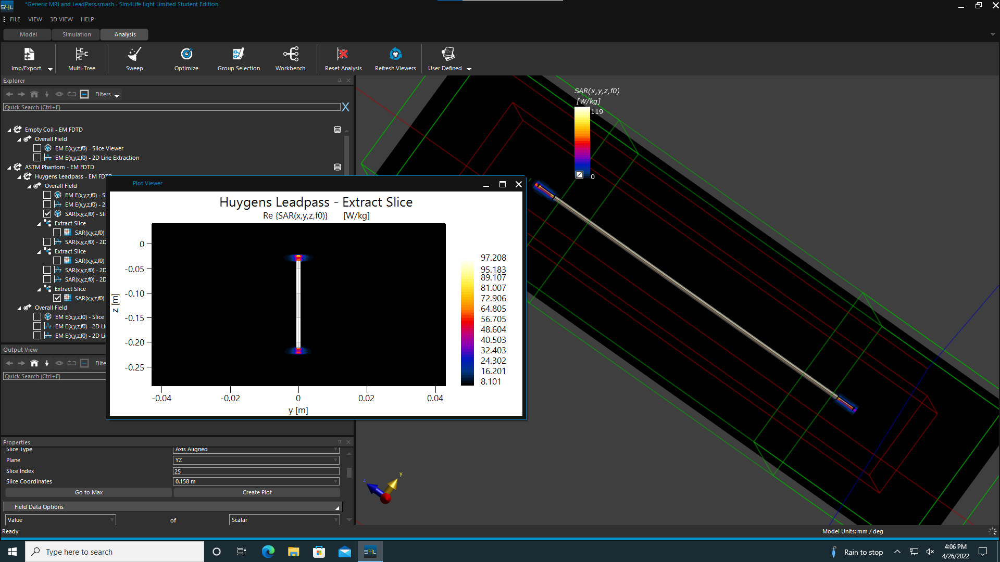 *Generic MRI and LeadPass.smash - Sim4Life light Limited Student Edition
FILE VIEW 3D VIEW HELP
Model Simulation Analysis
Imp/Export Multi-Tree Sweep Optimize Group Selection Workbench Reset Analysis Refresh Viewers User Defined
Explorer
Filters
Quick Search (Ctrl+F)
X
Empty Coil - EM FDTD
Overall Field
EM E(x,y,z,f0) - Slice Viewer
EM E(x,y,z,f0) - 2D Line Extraction
ASTM Phantom - EM FDTD
Huygens Leadpass - EM FDTD
Overall Field
EM E(x,y,z,f0) - S
EM E(x,y,z,f0) - 2
SAR(x,y,z,f0) - Sli
Extract Slice
SAR(x,y,z,f0)
SAR(x,y,z,f0) - 2D
Extract Slice
SAR(x,y,z,f0)
SAR(x,y,z,f0) - 2D
SAR(x,y,z,f0) - 2D
Extract Slice
SAR(x,y,z,f0)
Overall Field
EM E(x,y,z,f0) - Slice
EM E(x,y,z,f0) - 2D Li
EM E(x,y,z,f0) - 2D Li
Output View
Filte
Quick Search (Ctrl+F)
Plot Viewer
Huygens Leadpass - Extract Slice
Re {SAR(x,y,z,f0)} [W/kg]
0
-0.05
-0.10
-0.15
-0.20
-0.25
z [m]
-0.04 -0.02 0 0.02 0.04
y [m]
97.208
95.183
89.107
81.007
72.906
64.805
56.705
48.604
40.503
32.403
24.302
16.201
8.101
SAR(x,y,z,f0)
[W/kg]
119
0
z
y
Properties
Slice Type Axis Aligned
Plane YZ
Slice Index 25
Slice Coordinates 0.158 m
Go to Max Create Plot
Field Data Options
Value of Scalar
Ready
Model Units: mm / deg
Type here to search
S4L
Rain to stop
4:06 PM
4/26/2022